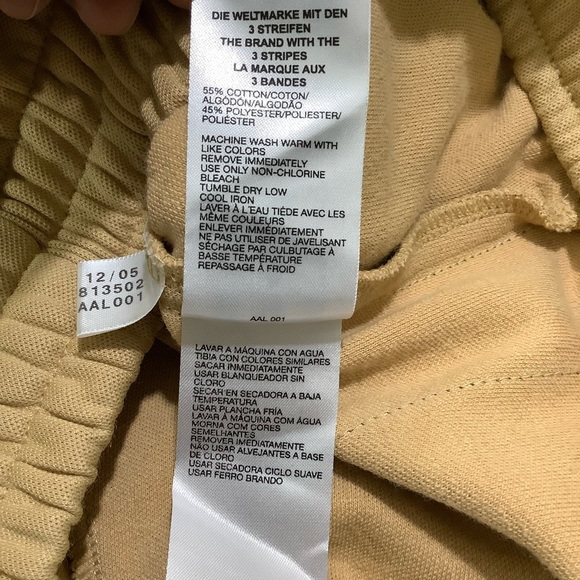 DIE WELTMARKE MIT DEN
3 STREIFEN
THE BRAND WITH THE
3 STRIPES
LA MARQUE AUX
3 BANDES
55% COTTON/COTON/
ALGODÓN/ALGODÃO
45% POLYESTER/POLIESTER/
POLIÉSTER
MACHINE WASH WARM WITH
LIKE COLORS
REMOVE IMMEDIATELY
USE ONLY NON-CHLORINE
BLEACH
TUMBLE DRY LOW
COOL IRON
LAVER À L'EAU TIÉDE AVEC LES
MÊME COULEURS
ENLEVER IMMÉDIATEMENT
NE PAS UTILISER DE JAVELISANT
SÉCHAGE PAR CULBUTAGE À
BASSE TEMPÉRATURE
REPASSAGE À FROID
12/05
813502
AAL001
AAL 001
LAVAR A MÁQUINA CON AGUA
TIBIA CON COLORES SIMILARES
SACAR INMEDIATAMENTE
USAR BLANQUEADOR SIN
CLORO
SECAR EN SECADORA A BAJA
TEMPERATURA
USAR PLANCHA FRÍA
LAVAR À MÁQUINA COM ÁGUA
MORNA COM CORES
SEMELHANTES
REMOVER IMEDIATAMENTE
NÃO USAR ALVEJANTES A BASE
DE CLORO
USAR SECADORA CICLO SUAVE
USAR FERRO BRANDO